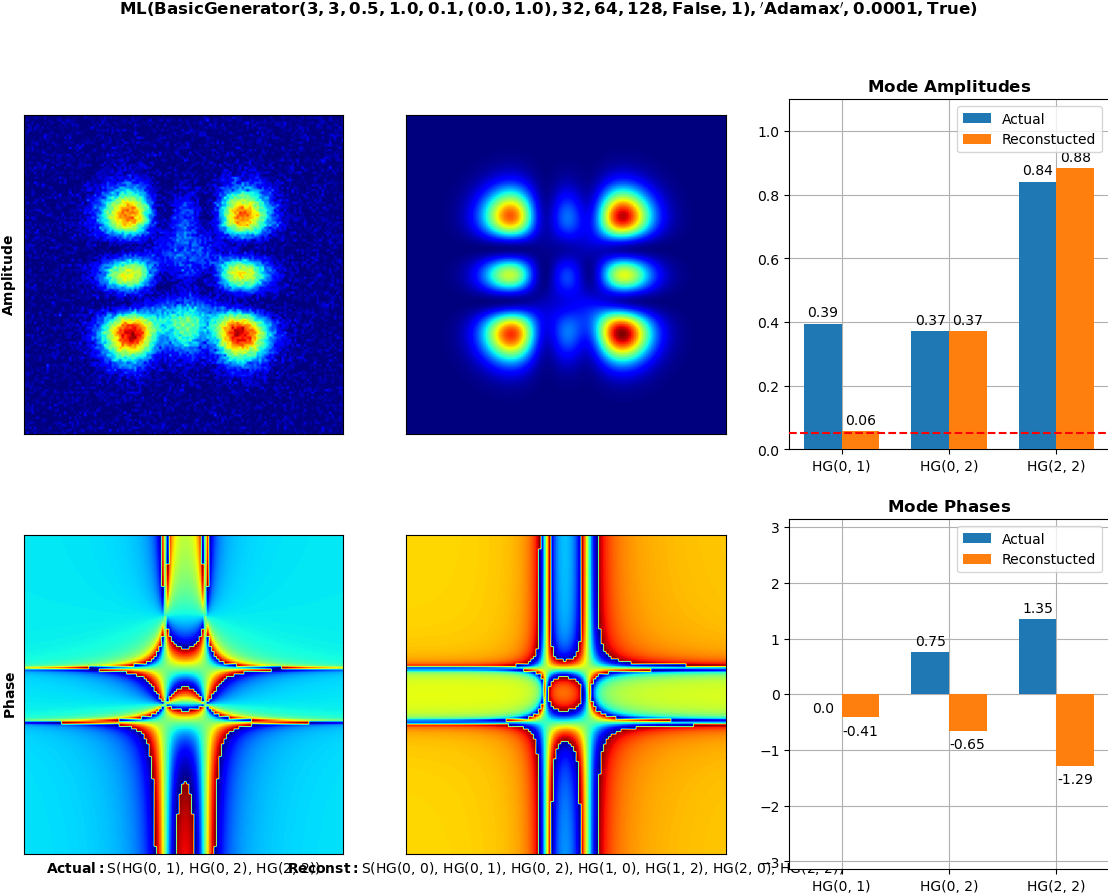 ML(BasicGenerator(3, 3, 0.5, 1.0, 0.1, (0.0, 1.0), 32, 64, 128, False, 1), ′Adamax′, 0.0001, True)
Mode Amplitudes
Actual
Reconstucted
1.0
0.8
0.6
0.4
0.2
0.0
0.39
0.06
0.37
0.37
0.84
0.88
HG(0, 1)
HG(0, 2)
HG(2, 2)
Amplitude
Mode Phases
Actual
Reconstucted
3
2
1
0
−1
−2
−3
0.0
-0.41
0.75
-0.65
1.35
-1.29
HG(0, 1)
HG(0, 2)
HG(2, 2)
Phase
Actual: S(HG(0, 1), HG(0, 2), HG(2, 2))
Reconst: S(HG(0, 0), HG(0, 1), HG(0, 2), HG(1, 0), HG(1, 2), HG(2, 0), HG(2, 2))